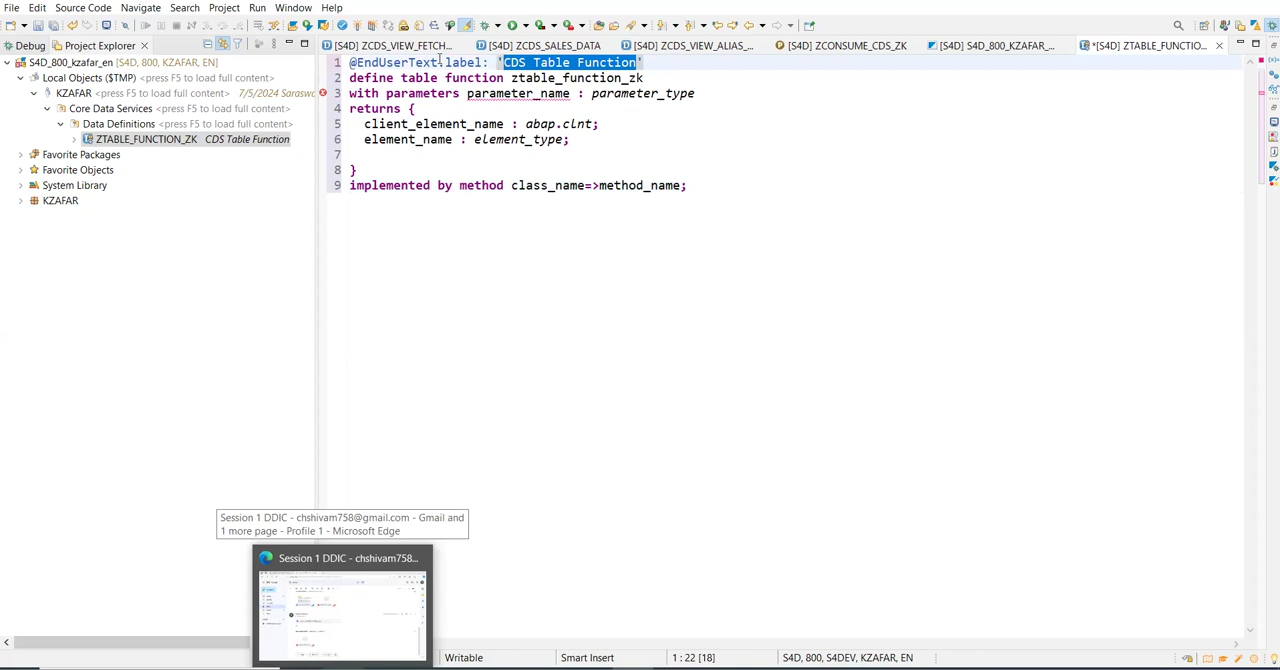 File Edit Source Code Navigate Search Project Run Window Help
Debug Project Explorer
[S4D] ZCDS_VIEW_FETCH... [S4D] ZCDS_SALES_DATA [S4D] ZCDS_VIEW_ALIAS_... [S4D] ZCONSUME_CDS_ZK [S4D] S4D_800_KZAFAR_... *[S4D] ZTABLE_FUNCTIO...
S4D_800_kzafar_en [S4D, 800, KZAFAR, EN]
Local Objects ($TMP) <press F5 to load full content>
KZAFAR <press F5 to load full content> 7/5/2024 Sarasw
Core Data Services <press F5 to load full content>
Data Definitions <press F5 to load full content>
ZTABLE_FUNCTION_ZK CDS Table Function
Favorite Packages
Favorite Objects
System Library
KZAFAR
1 @EndUserText.label: 'CDS Table Function'
2 define table function ztable_function_zk
3 with parameters parameter_name : parameter_type
4 returns {
5 client_element_name : abap.clnt;
6 element_name : element_type;
7
8 }
9 implemented by method class_name=>method_name;
Session 1 DDIC - chshivam758@gmail.com - Gmail and
1 more page - Profile 1 - Microsoft Edge
Session 1 DDIC - chshivam758...
Writable Smart Insert 1 : 22 [18] S4D, 800, S4DEV, KZAFAR, EN